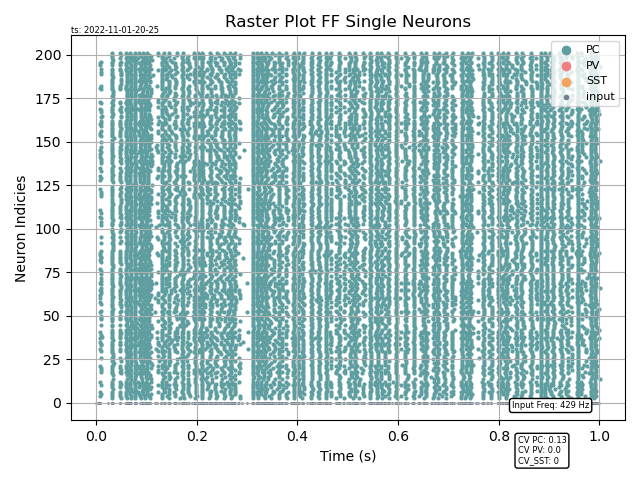 Raster Plot FF Single Neurons
ts: 2022-11-01-20-25
PC
PV
SST
input
Neuron Indicies
200
175
150
125
100
75
50
25
0
Input Freq: 429 Hz
0.0 0.2 0.4 0.6 0.8 1.0
Time (s)
CV PC: 0.13
CV PV: 0.0
CV_SST: 0